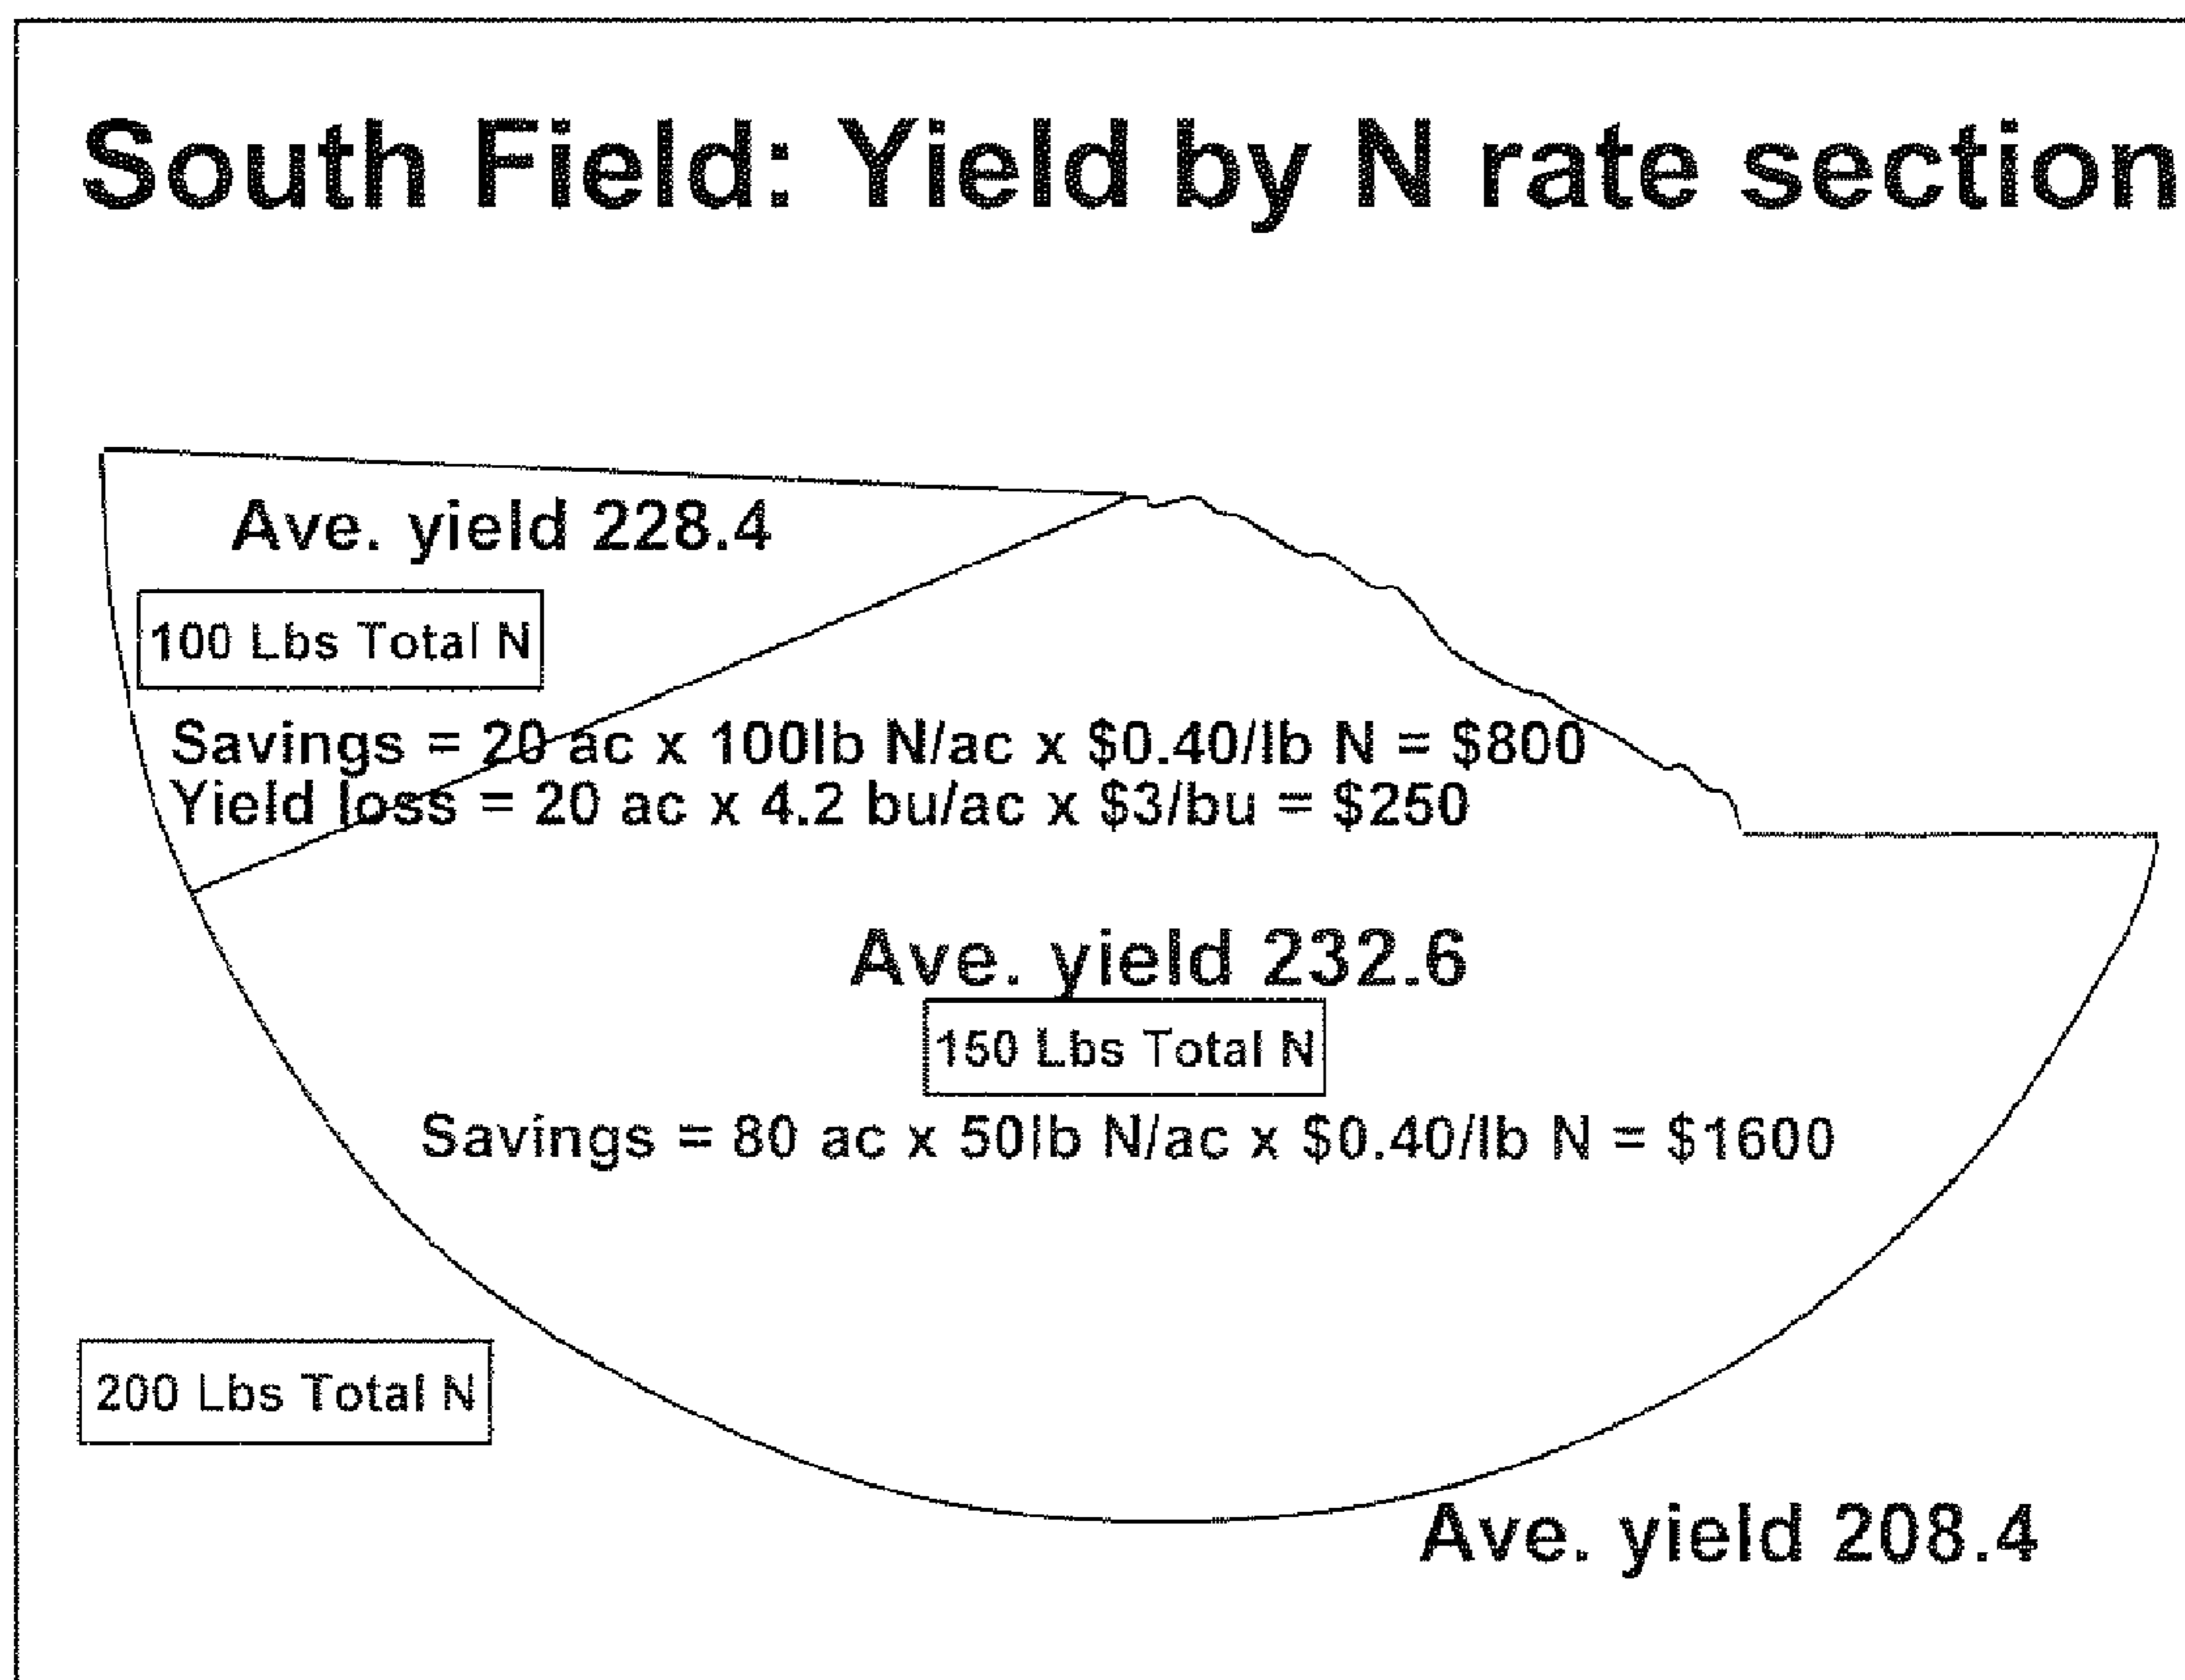 South Field: Yield by N rate section
Ave. yield 228.4
100 Lbs Total N
Savings = 20 ac x 100lb N/ac x $0.40/lb N = $800
Yield loss = 20 ac x 4.2 bu/ac x $3/bu = $250
Ave. yield 232.6
150 Lbs Total N
Savings = 80 ac x 50lb N/ac x $0.40/lb N = $1600
200 Lbs Total N
Ave. yield 208.4